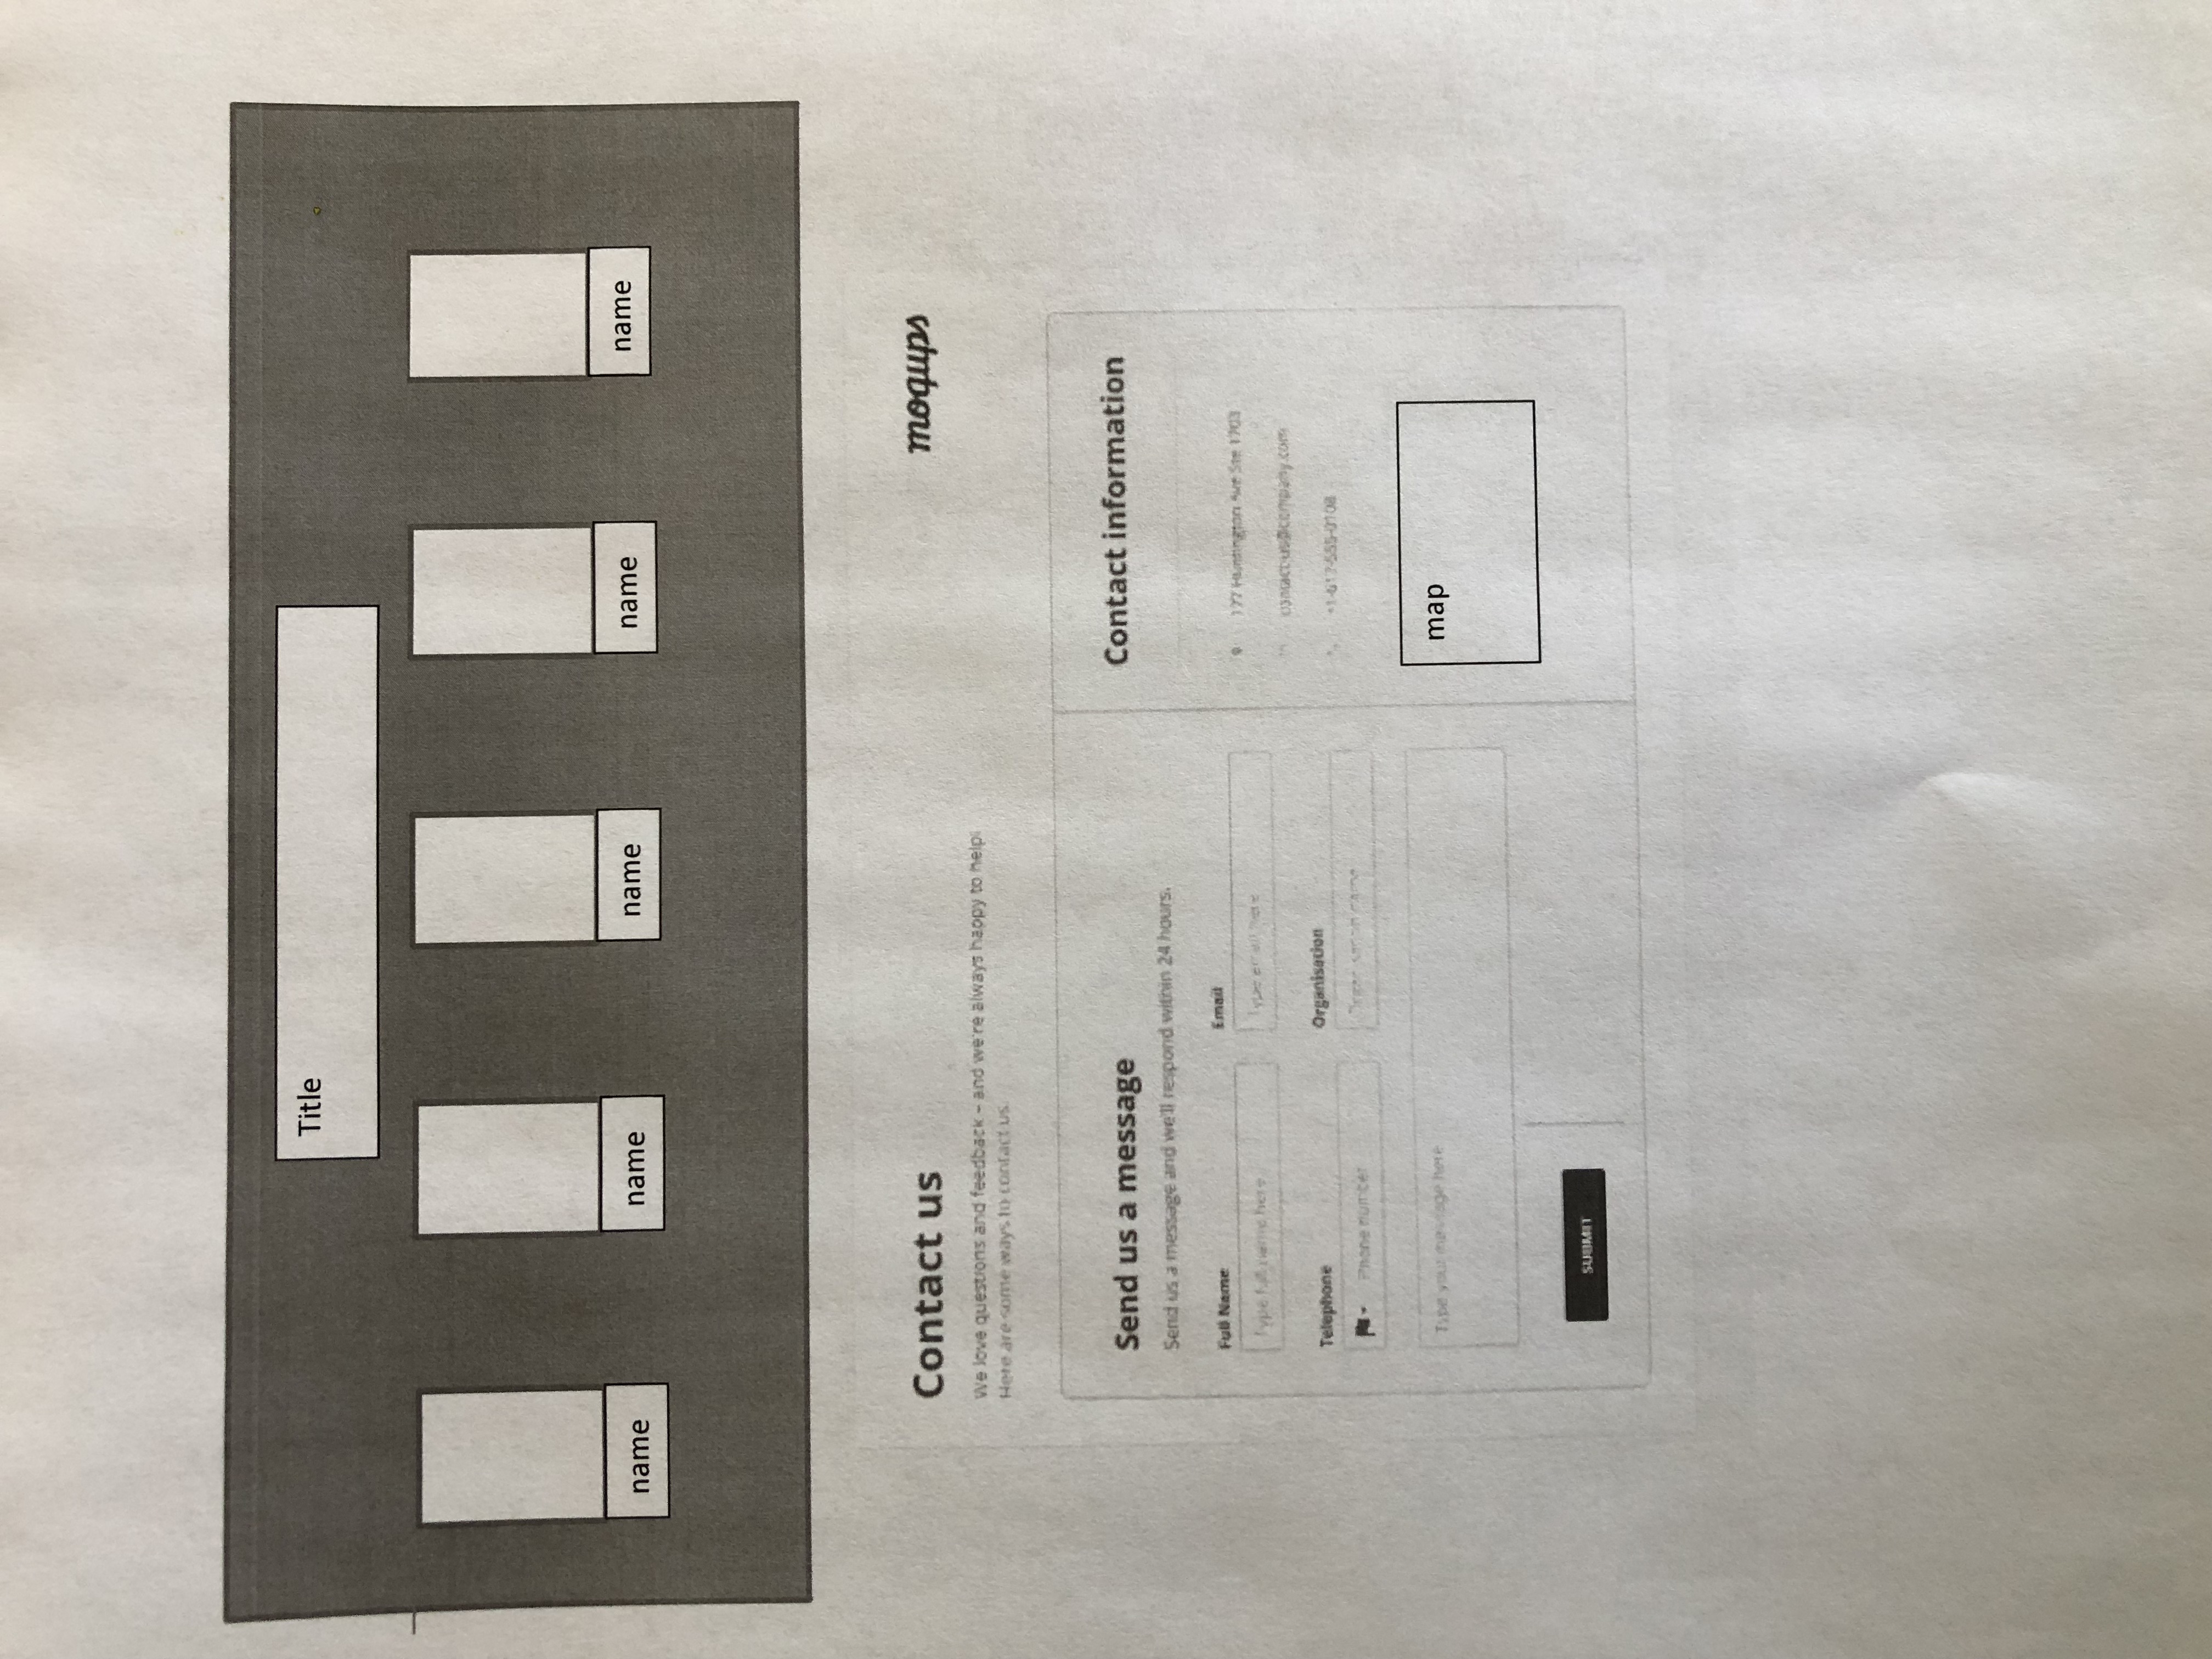 Title
name
name
name
name
name
Contact us
moqups
We love questions and feedback – and we're always happy to help!
Here are some ways to contact us.
Send us a message
Send us a message and we'll respond within 24 hours.
Full Name
Email
Type full name here
Type email here
Telephone
Organisation
Phone number
Organisation name
Type your message here
SUBMIT
Contact information
177 Huntington Ave Ste 1703
contact-us@company.com
+1-617-555-0108
map